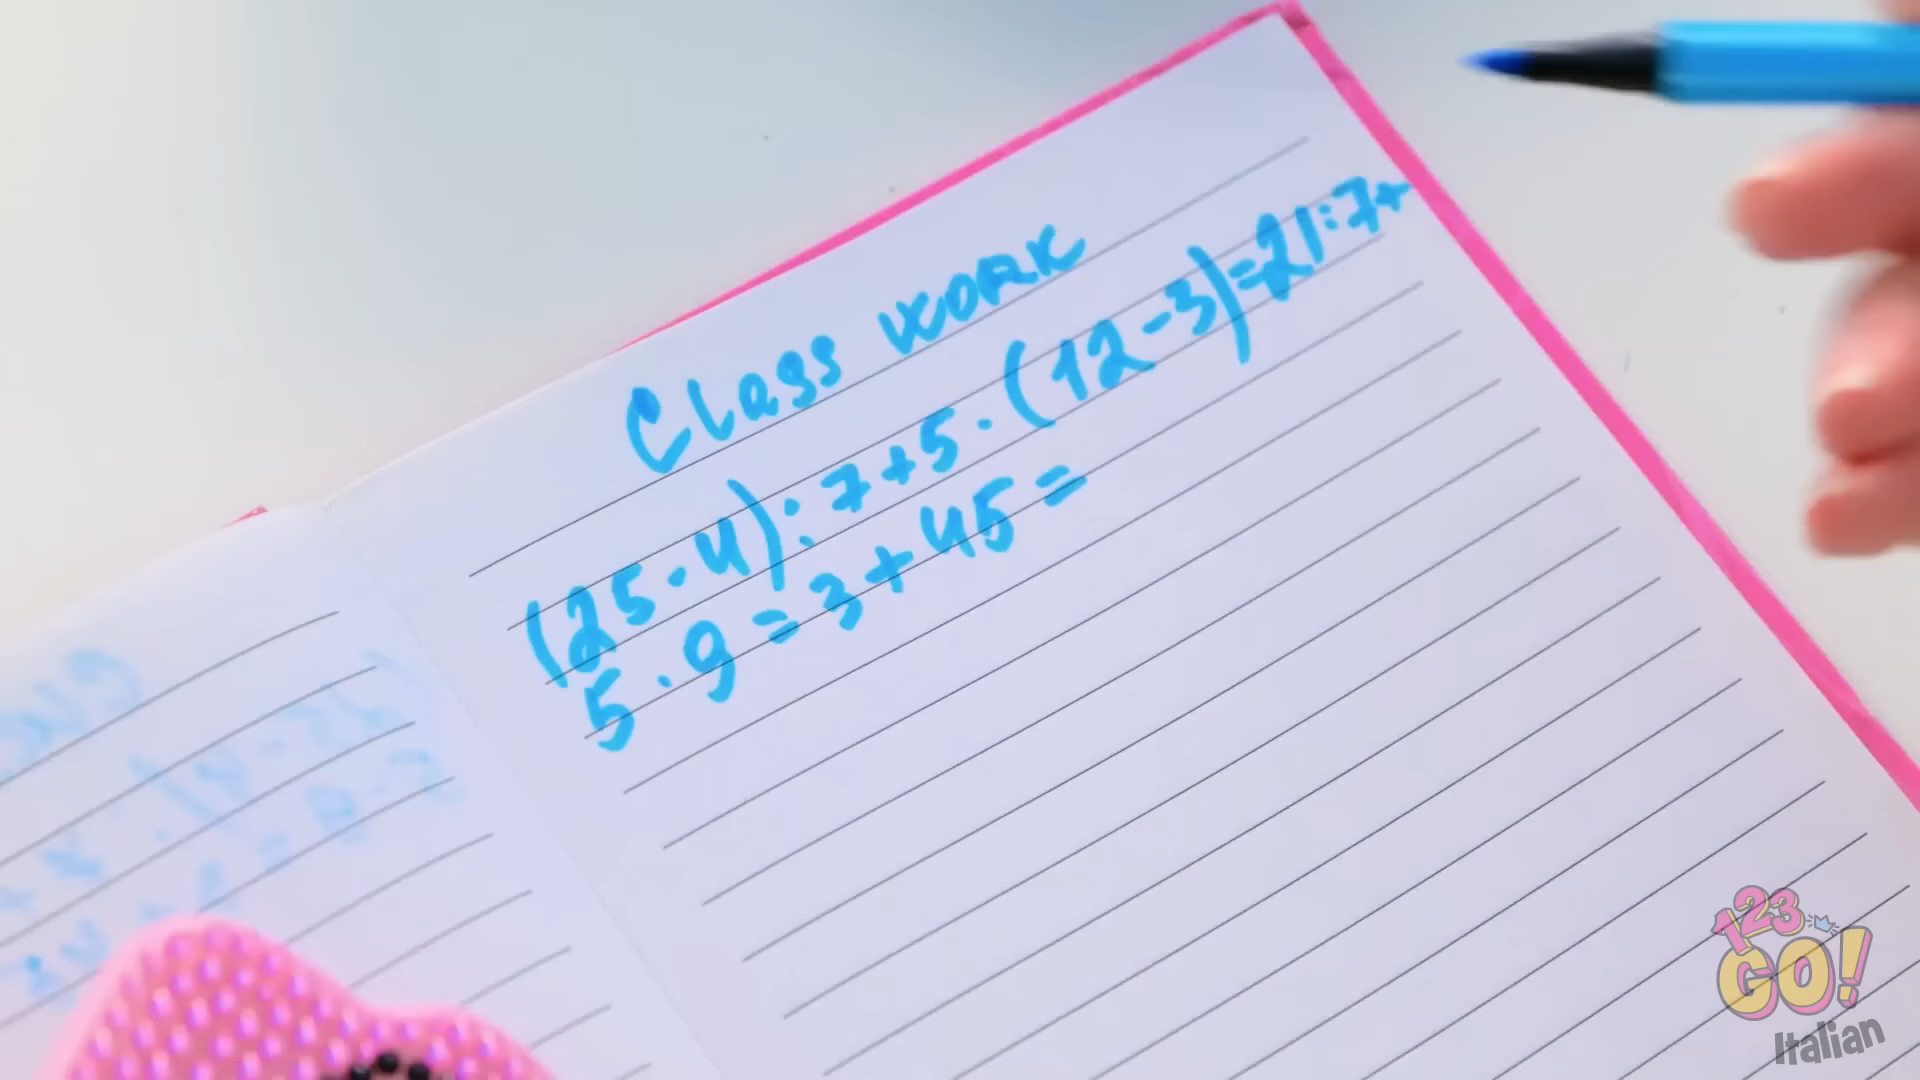 Class work
(25-4):7+5·(12-3)=21:7+
5·9=3+45=
123
GO!
Italian